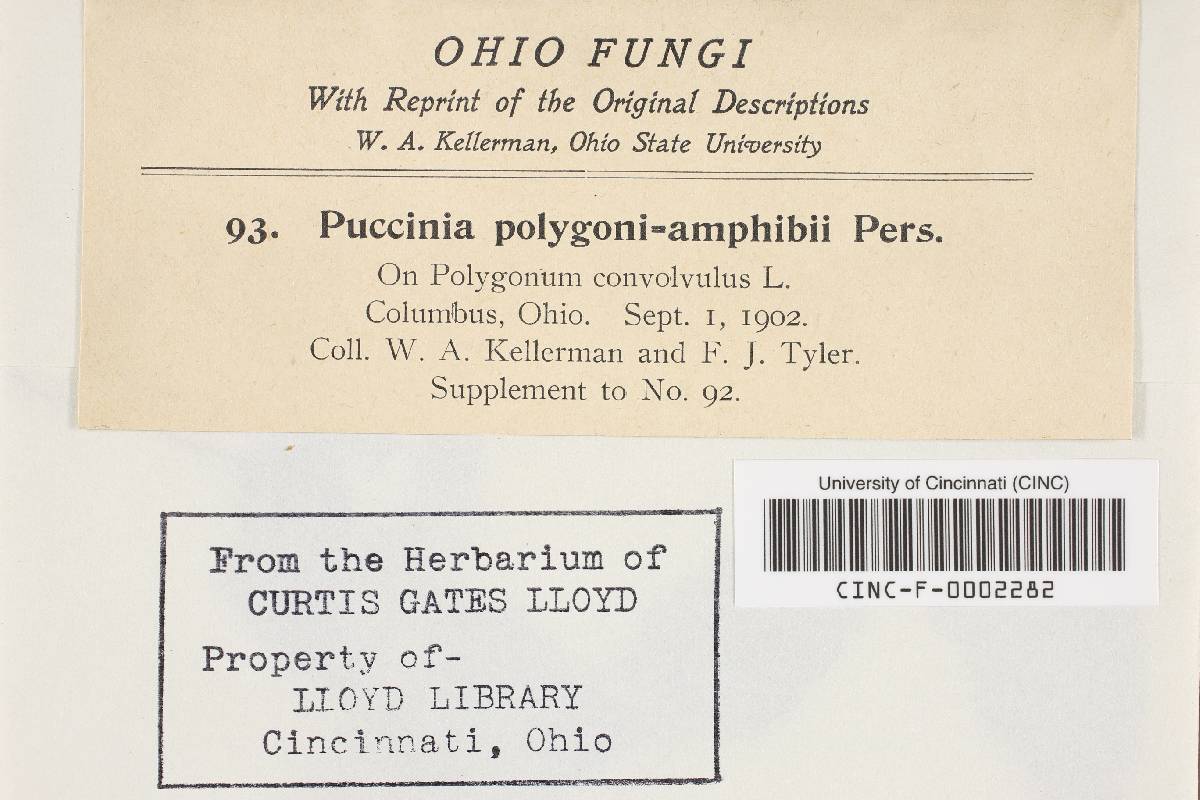 OHIO FUNGI
With Reprint of the Original Descriptions
W. A. Kellerman, Ohio State University
93. Puccinia polygoni-amphibii Pers.
On Polygonum convolvulus L.
Columbus, Ohio. Sept. 1, 1902.
Coll. W. A. Kellerman and F. J. Tyler.
Supplement to No. 92.
University of Cincinnati (CINC)
CINC-F-0002282
From the Herbarium of
CURTIS GATES LLOYD
Property of-
LLOYD LIBRARY
Cincinnati, Ohio